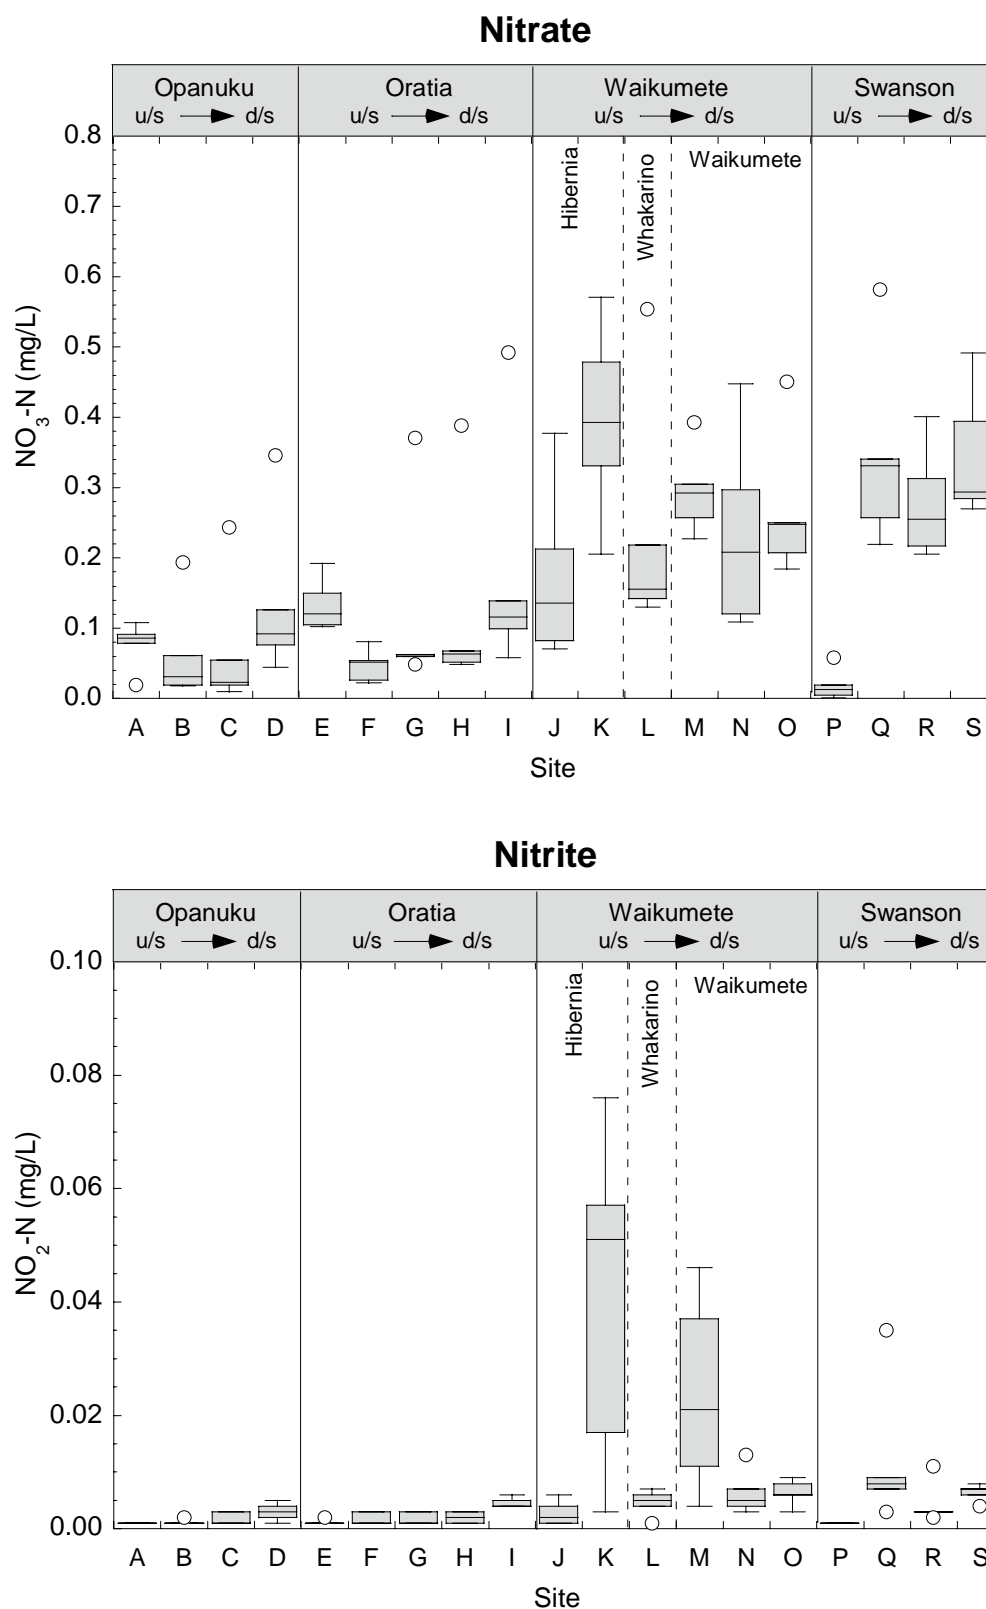 Nitrate
Opanuku Oratia Waikumete Swanson
u/s d/s u/s d/s u/s d/s u/s d/s
0.8
0.7
0.6
0.5
0.4
0.3
0.2
0.1
0.0
NO3-N (mg/L)
Hibernia
Whakarino
Waikumete
A B C D E F G H I J K L M N O P Q R S
Site
Nitrite
Opanuku Oratia Waikumete Swanson
u/s d/s u/s d/s u/s d/s u/s d/s
0.10
0.08
0.06
0.04
0.02
0.00
NO2-N (mg/L)
Hibernia
Whakarino
Waikumete
A B C D E F G H I J K L M N O P Q R S
Site